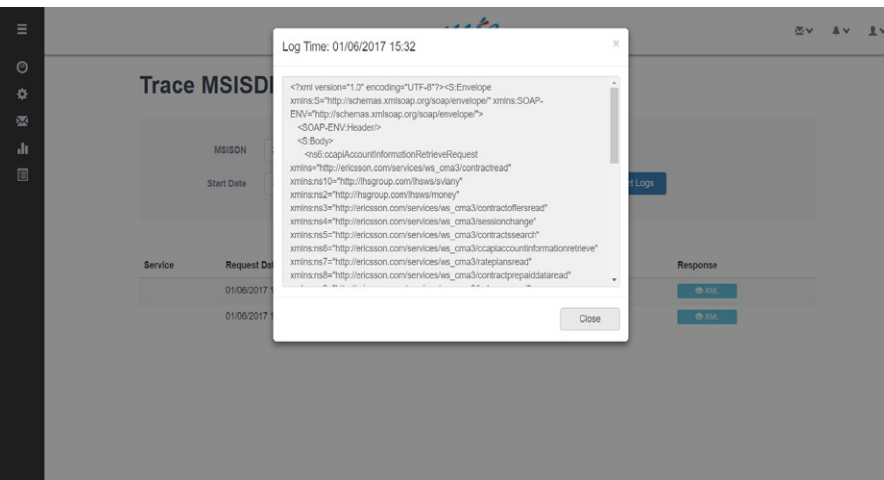 Log Time: 01/06/2017 15:32
×
Trace MSISD
<?xml version="1.0" encoding="UTF-8"?><S:Envelope
xmlns:S="http://schemas.xmlsoap.org/soap/envelope/" xmlns:SOAP-
ENV="http://schemas.xmlsoap.org/soap/envelope/">
<SOAP-ENV:Header/>
<S:Body>
<ns6:ccapiAccountInformationRetrieveRequest
xmlns="http://ericsson.com/services/ws_cma3/contractread"
xmlns:ns10="http://lhsgroup.com/lhsws/svlany"
xmlns:ns2="http://lhsgroup.com/lhsws/money"
xmlns:ns3="http://ericsson.com/services/ws_cma3/contractoffersread"
xmlns:ns4="http://ericsson.com/services/ws_cma3/sessionchange"
xmlns:ns5="http://ericsson.com/services/ws_cma3/contractssearch"
xmlns:ns6="http://ericsson.com/services/ws_cma3/ccapiaccountinformationretrieve"
xmlns:ns7="http://ericsson.com/services/ws_cma3/rateplansread"
xmlns:ns8="http://ericsson.com/services/ws_cma3/contractprepaiddataread"
MSISDN
Start Date
Logs
Service Request Dat Response
01/06/2017 1 XML
01/06/2017 1 XML
Close